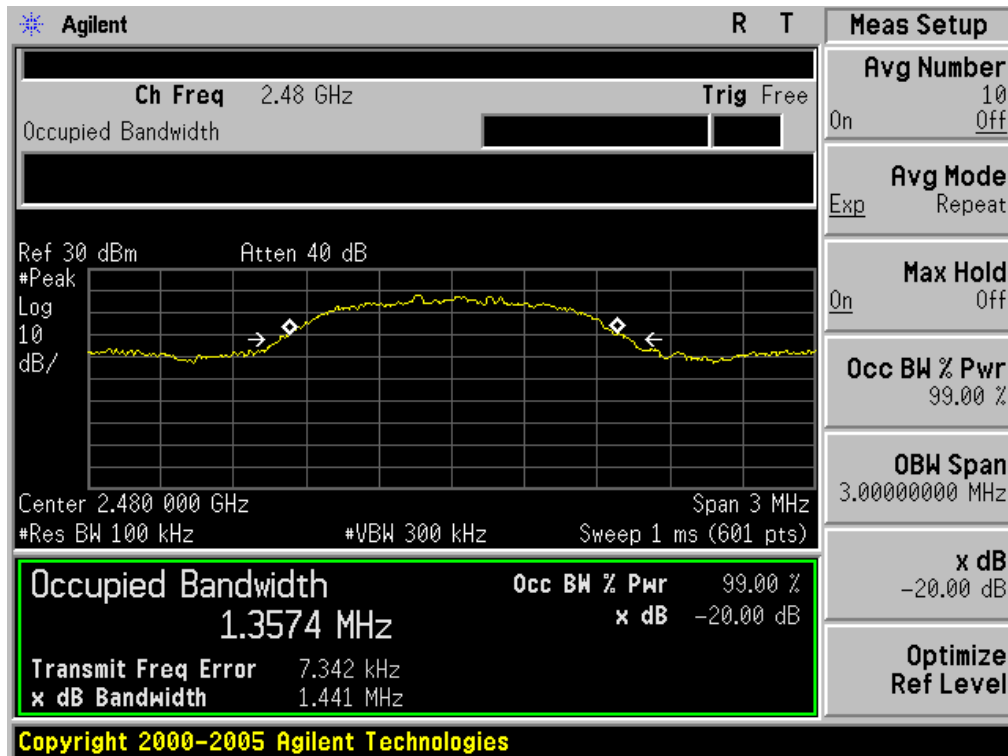 Agilent R T
Meas Setup
Ch Freq 2.48 GHz Trig Free
Occupied Bandwidth
Ref 30 dBm Atten 40 dB
#Peak
Log
10
dB/
Center 2.480 000 GHz Span 3 MHz
#Res BW 100 kHz #VBW 300 kHz Sweep 1 ms (601 pts)
Occupied Bandwidth
1.3574 MHz
Occ BW % Pwr 99.00 %
x dB -20.00 dB
Transmit Freq Error 7.342 kHz
x dB Bandwidth 1.441 MHz
Avg Number
10
On Off
Avg Mode
Exp Repeat
Max Hold
On Off
Occ BW % Pwr
99.00 %
OBW Span
3.00000000 MHz
x dB
-20.00 dB
Optimize
Ref Level
Copyright 2000-2005 Agilent Technologies